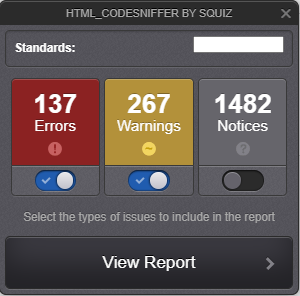 HTML_CODESNIFFER BY SQUIZ
Standards:
137
Errors
267
Warnings
1482
Notices
Select the types of issues to include in the report
View Report